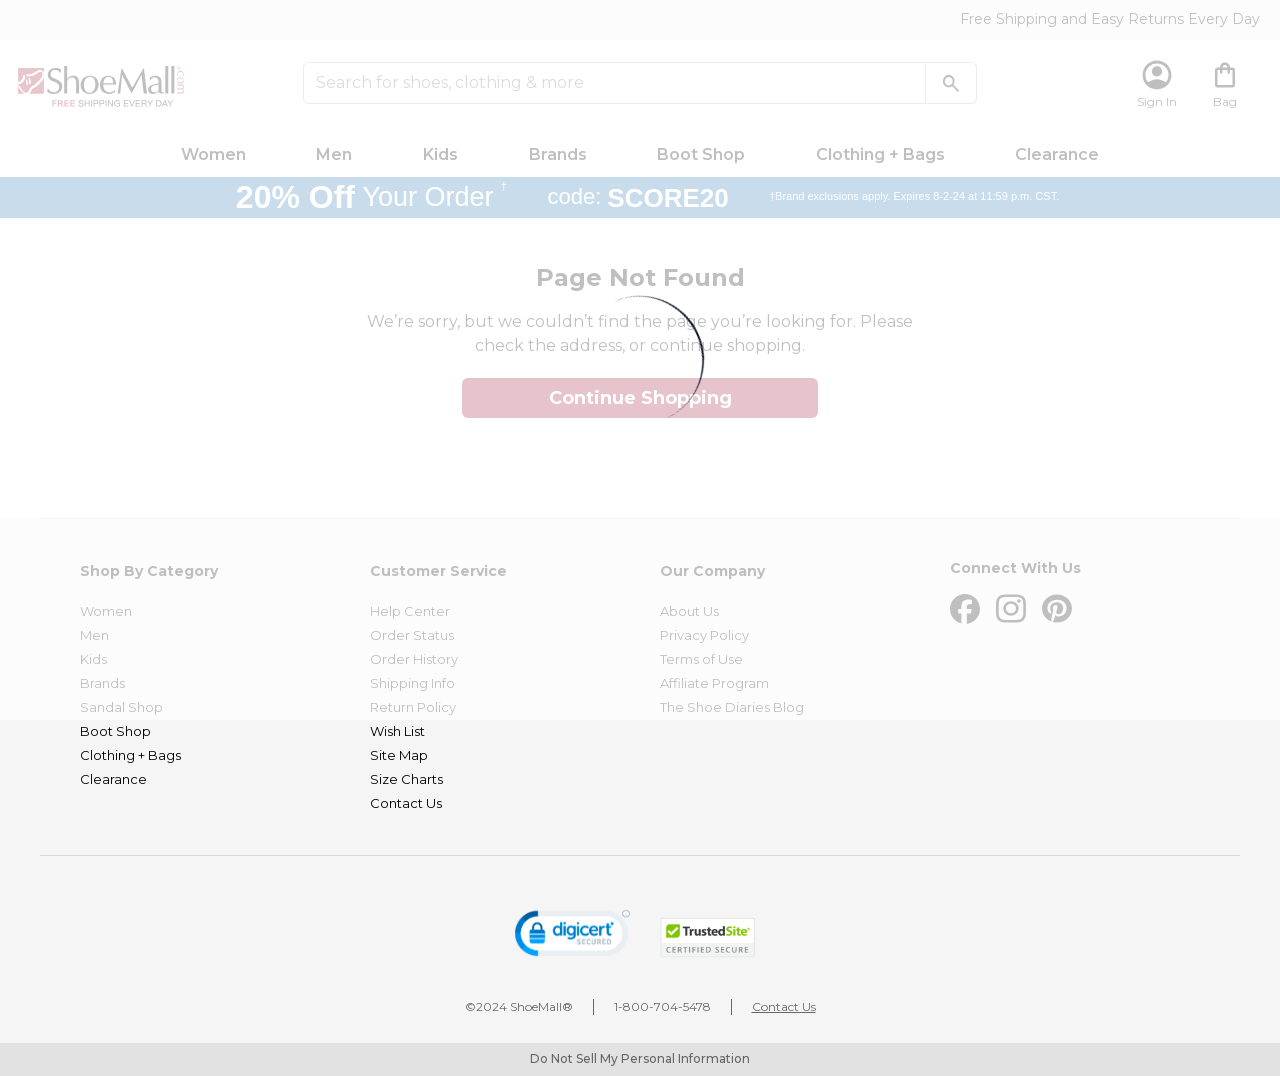 Free Shipping and Easy Returns Every Day
ShoeMall.com
FREE SHIPPING EVERY DAY
Search for shoes, clothing & more
Sign In
Bag
Women Men Kids Brands Boot Shop Clothing + Bags Clearance
20% Off Your Order † code: SCORE20 †Brand exclusions apply. Expires 8-2-24 at 11:59 p.m. CST.
Page Not Found
We’re sorry, but we couldn’t find the page you’re looking for. Please
check the address, or continue shopping.
Continue Shopping
Shop By Category
Women
Men
Kids
Brands
Sandal Shop
Boot Shop
Clothing + Bags
Clearance
Customer Service
Help Center
Order Status
Order History
Shipping Info
Return Policy
Wish List
Site Map
Size Charts
Contact Us
Our Company
About Us
Privacy Policy
Terms of Use
Affiliate Program
The Shoe Diaries Blog
Connect With Us
digicert
SECURED
TrustedSite
CERTIFIED SECURE
©2024 ShoeMall® 1-800-704-5478 Contact Us
Do Not Sell My Personal Information